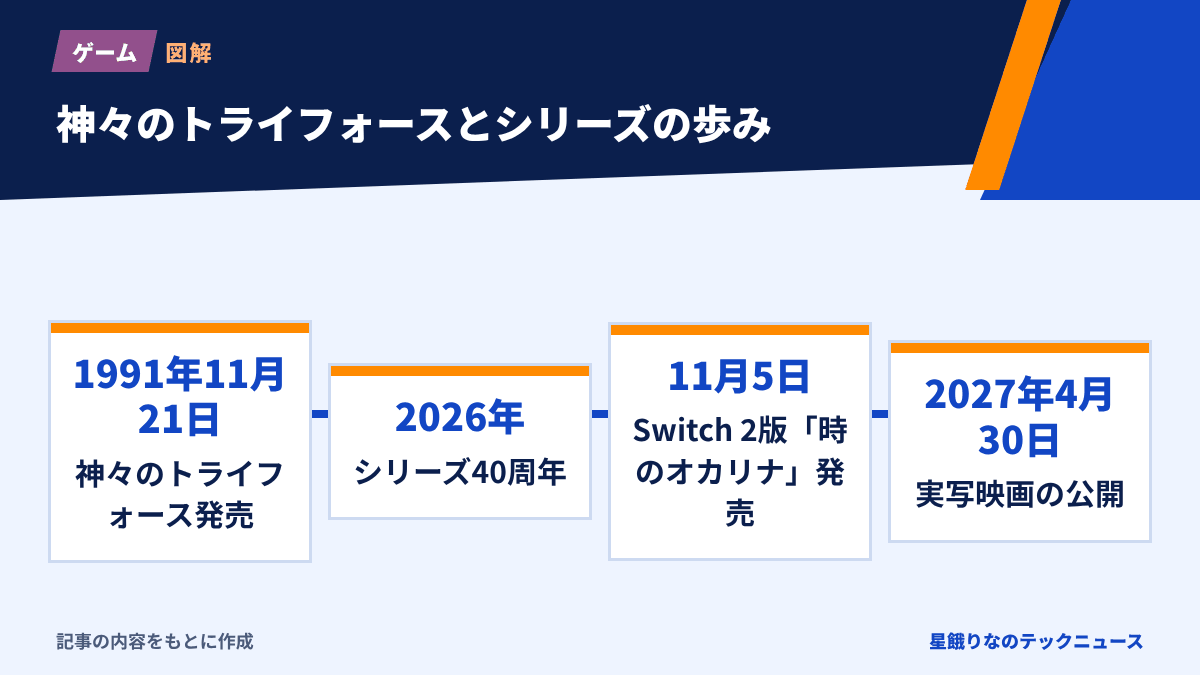 ゲーム 図解
神々のトライフォースとシリーズの歩み
1991年11月
21日
神々のトライフ
ォース発売
2026年
シリーズ40周年
11月5日
Switch 2版「時
のオカリナ」発
売
2027年4月
30日
実写映画の公開
記事の内容をもとに作成
星餓りなのテックニュース